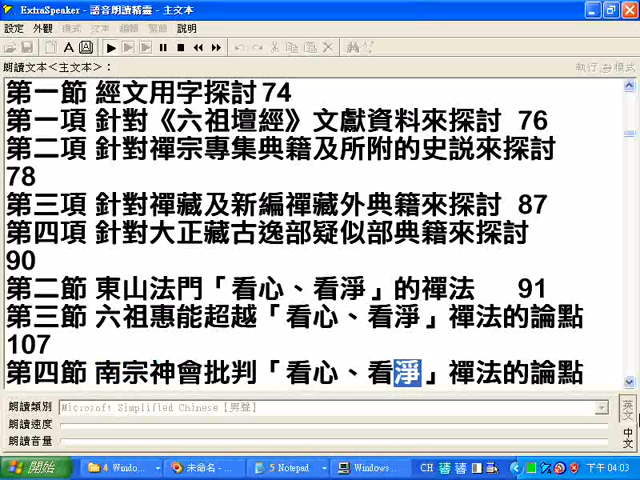 ExtraSpeaker - 語音朗讀精靈 - 主文本
設定 外觀 模式 文本 編輯 緊節 說明
朗讀文本<主文本>： 執行 模式
第一節 經文用字探討 74
第一項 針對《六祖壇經》文獻資料來探討 76
第二項 針對禪宗專集典籍及所附的史説來探討
78
第三項 針對禪藏及新編禪藏外典籍來探討 87
第四項 針對大正藏古逸部疑似部典籍來探討
90
第二節 東山法門「看心、看淨」的禪法 91
第三節 六祖惠能超越「看心、看淨」禪法的論點
107
第四節 南宗神會批判「看心、看淨」禪法的論點
朗讀類別 Microsoft Simplified Chinese【男聲】
朗讀速度
朗讀音量
英文
中文
開始 4 Windo... 未命名 -... 5 Notepad Windows... CH 下午 04:03